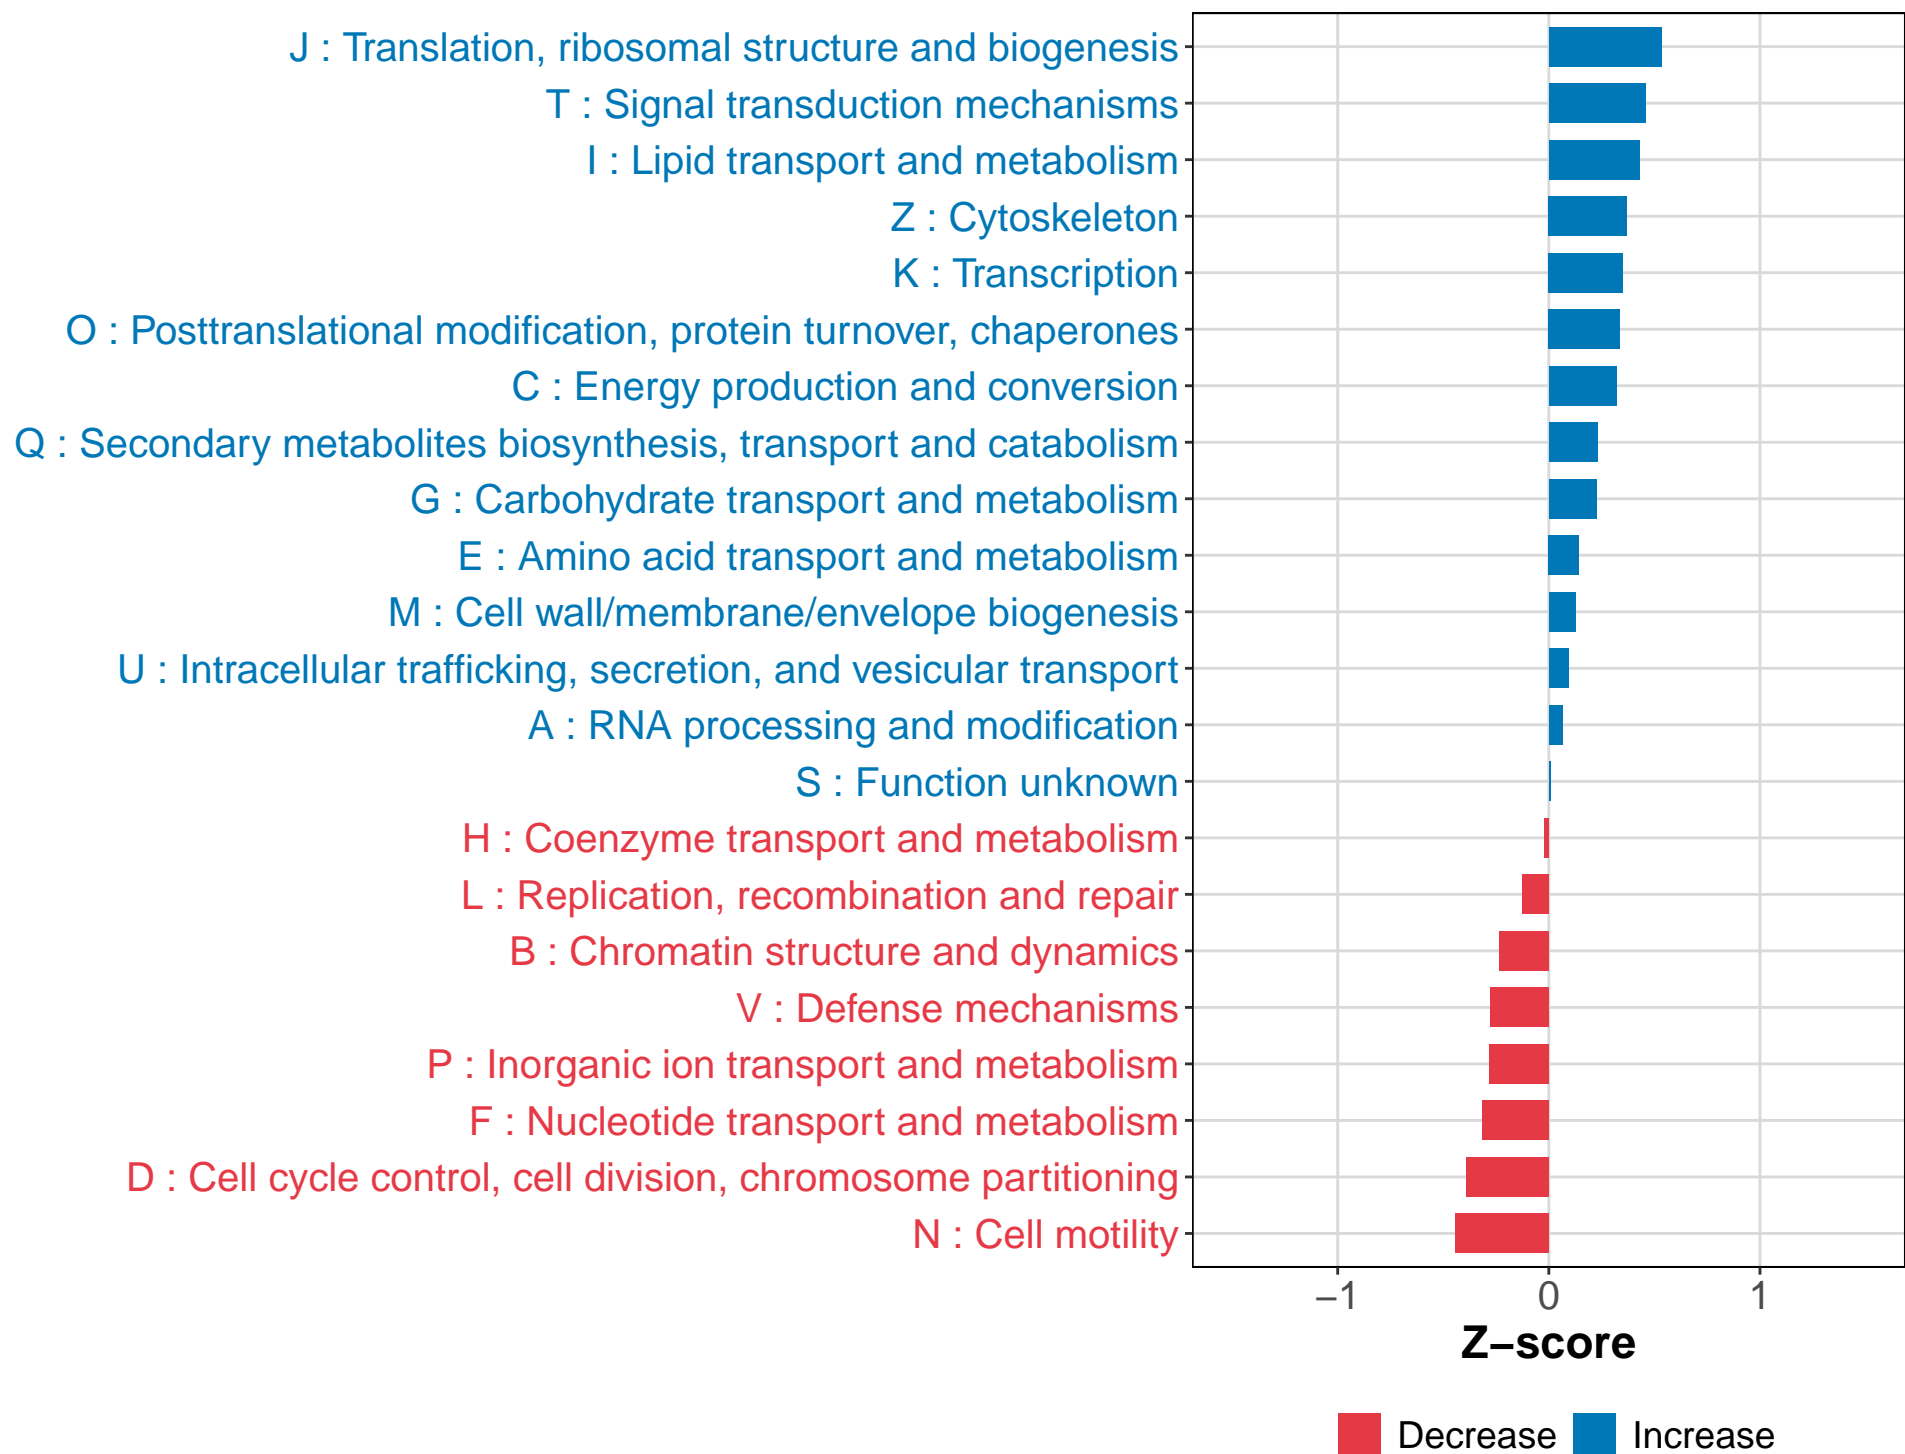 J : Translation, ribosomal structure and biogenesis
T : Signal transduction mechanisms
I : Lipid transport and metabolism
Z : Cytoskeleton
K : Transcription
O : Posttranslational modification, protein turnover, chaperones
C : Energy production and conversion
Q : Secondary metabolites biosynthesis, transport and catabolism
G : Carbohydrate transport and metabolism
E : Amino acid transport and metabolism
M : Cell wall/membrane/envelope biogenesis
U : Intracellular trafficking, secretion, and vesicular transport
A : RNA processing and modification
S : Function unknown
H : Coenzyme transport and metabolism
L : Replication, recombination and repair
B : Chromatin structure and dynamics
V : Defense mechanisms
P : Inorganic ion transport and metabolism
F : Nucleotide transport and metabolism
D : Cell cycle control, cell division, chromosome partitioning
N : Cell motility
−1 0 1
Z−score
Decrease Increase